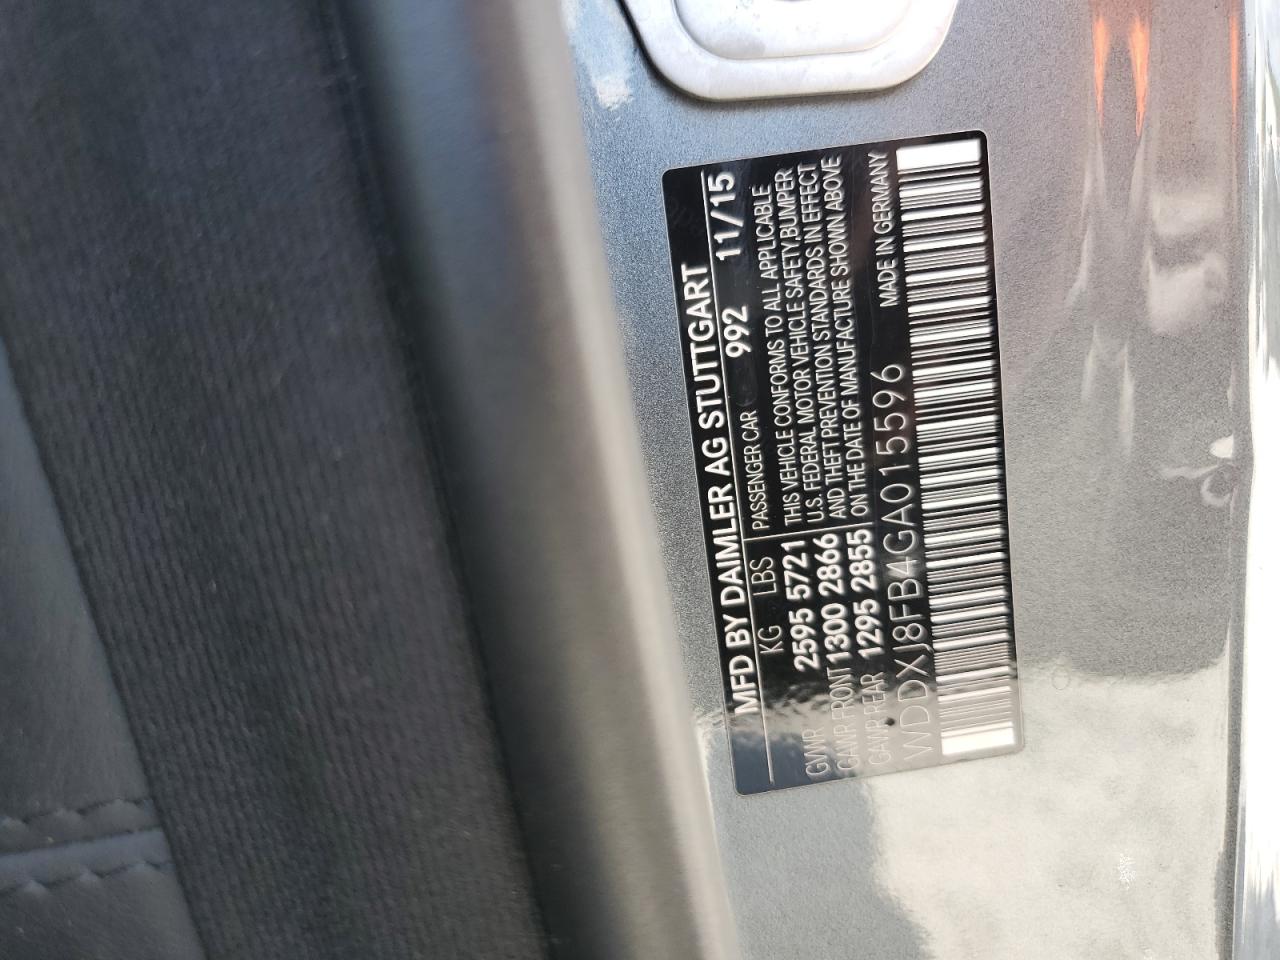 MFD BY DAIMLER AG STUTTGART
KG LBS PASSENGER CAR 992 11/15
GVWR 2595 5721
GAWR FRONT 1300 2866
GAWR REAR 1295 2855
THIS VEHICLE CONFORMS TO ALL APPLICABLE
U.S. FEDERAL MOTOR VEHICLE SAFETY, BUMPER
AND THEFT PREVENTION STANDARDS IN EFFECT
ON THE DATE OF MANUFACTURE SHOWN ABOVE
WDDXJ8FB4GA015596 MADE IN GERMANY